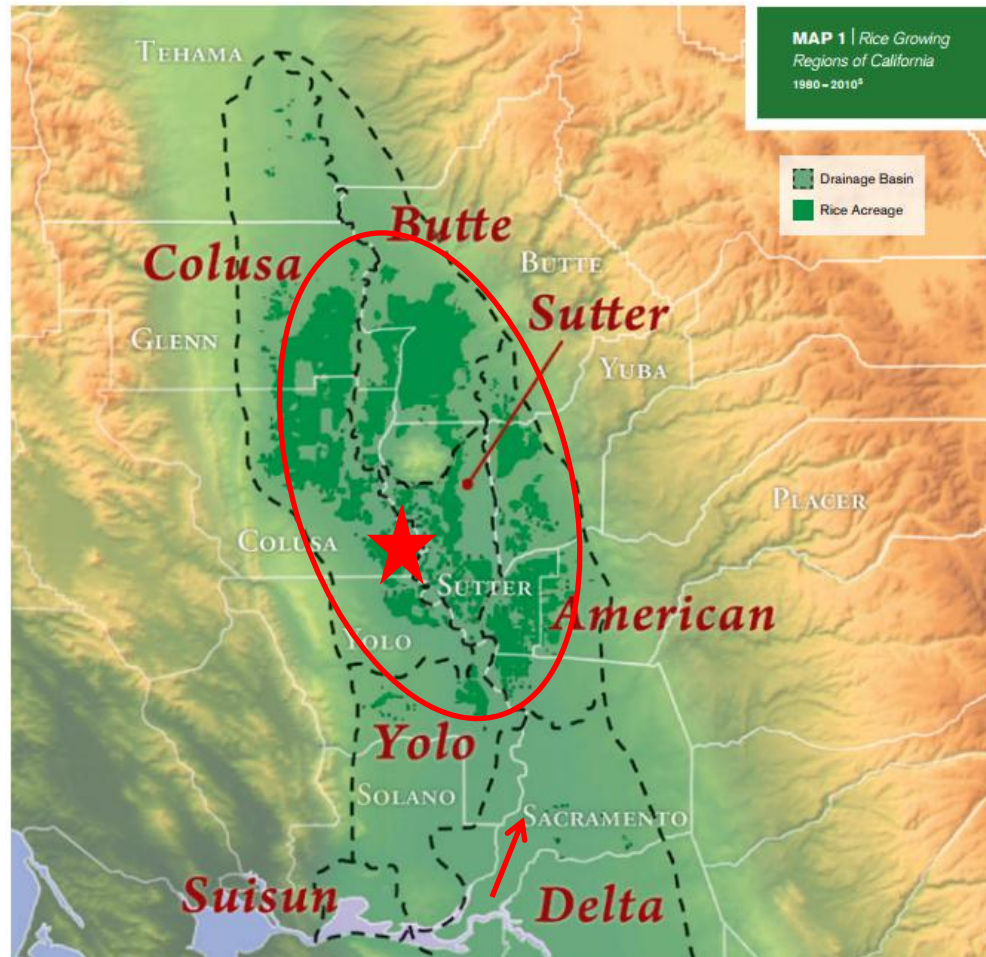 MAP 1 | Rice Growing
Regions of California
1980–2010⁵
Drainage Basin
Rice Acreage
TEHAMA
Butte
Colusa
BUTTE
Sutter
GLENN
YUBA
PLACER
COLUSA
SUTTER
American
YOLO
Yolo
SOLANO
SACRAMENTO
Suisun
Delta